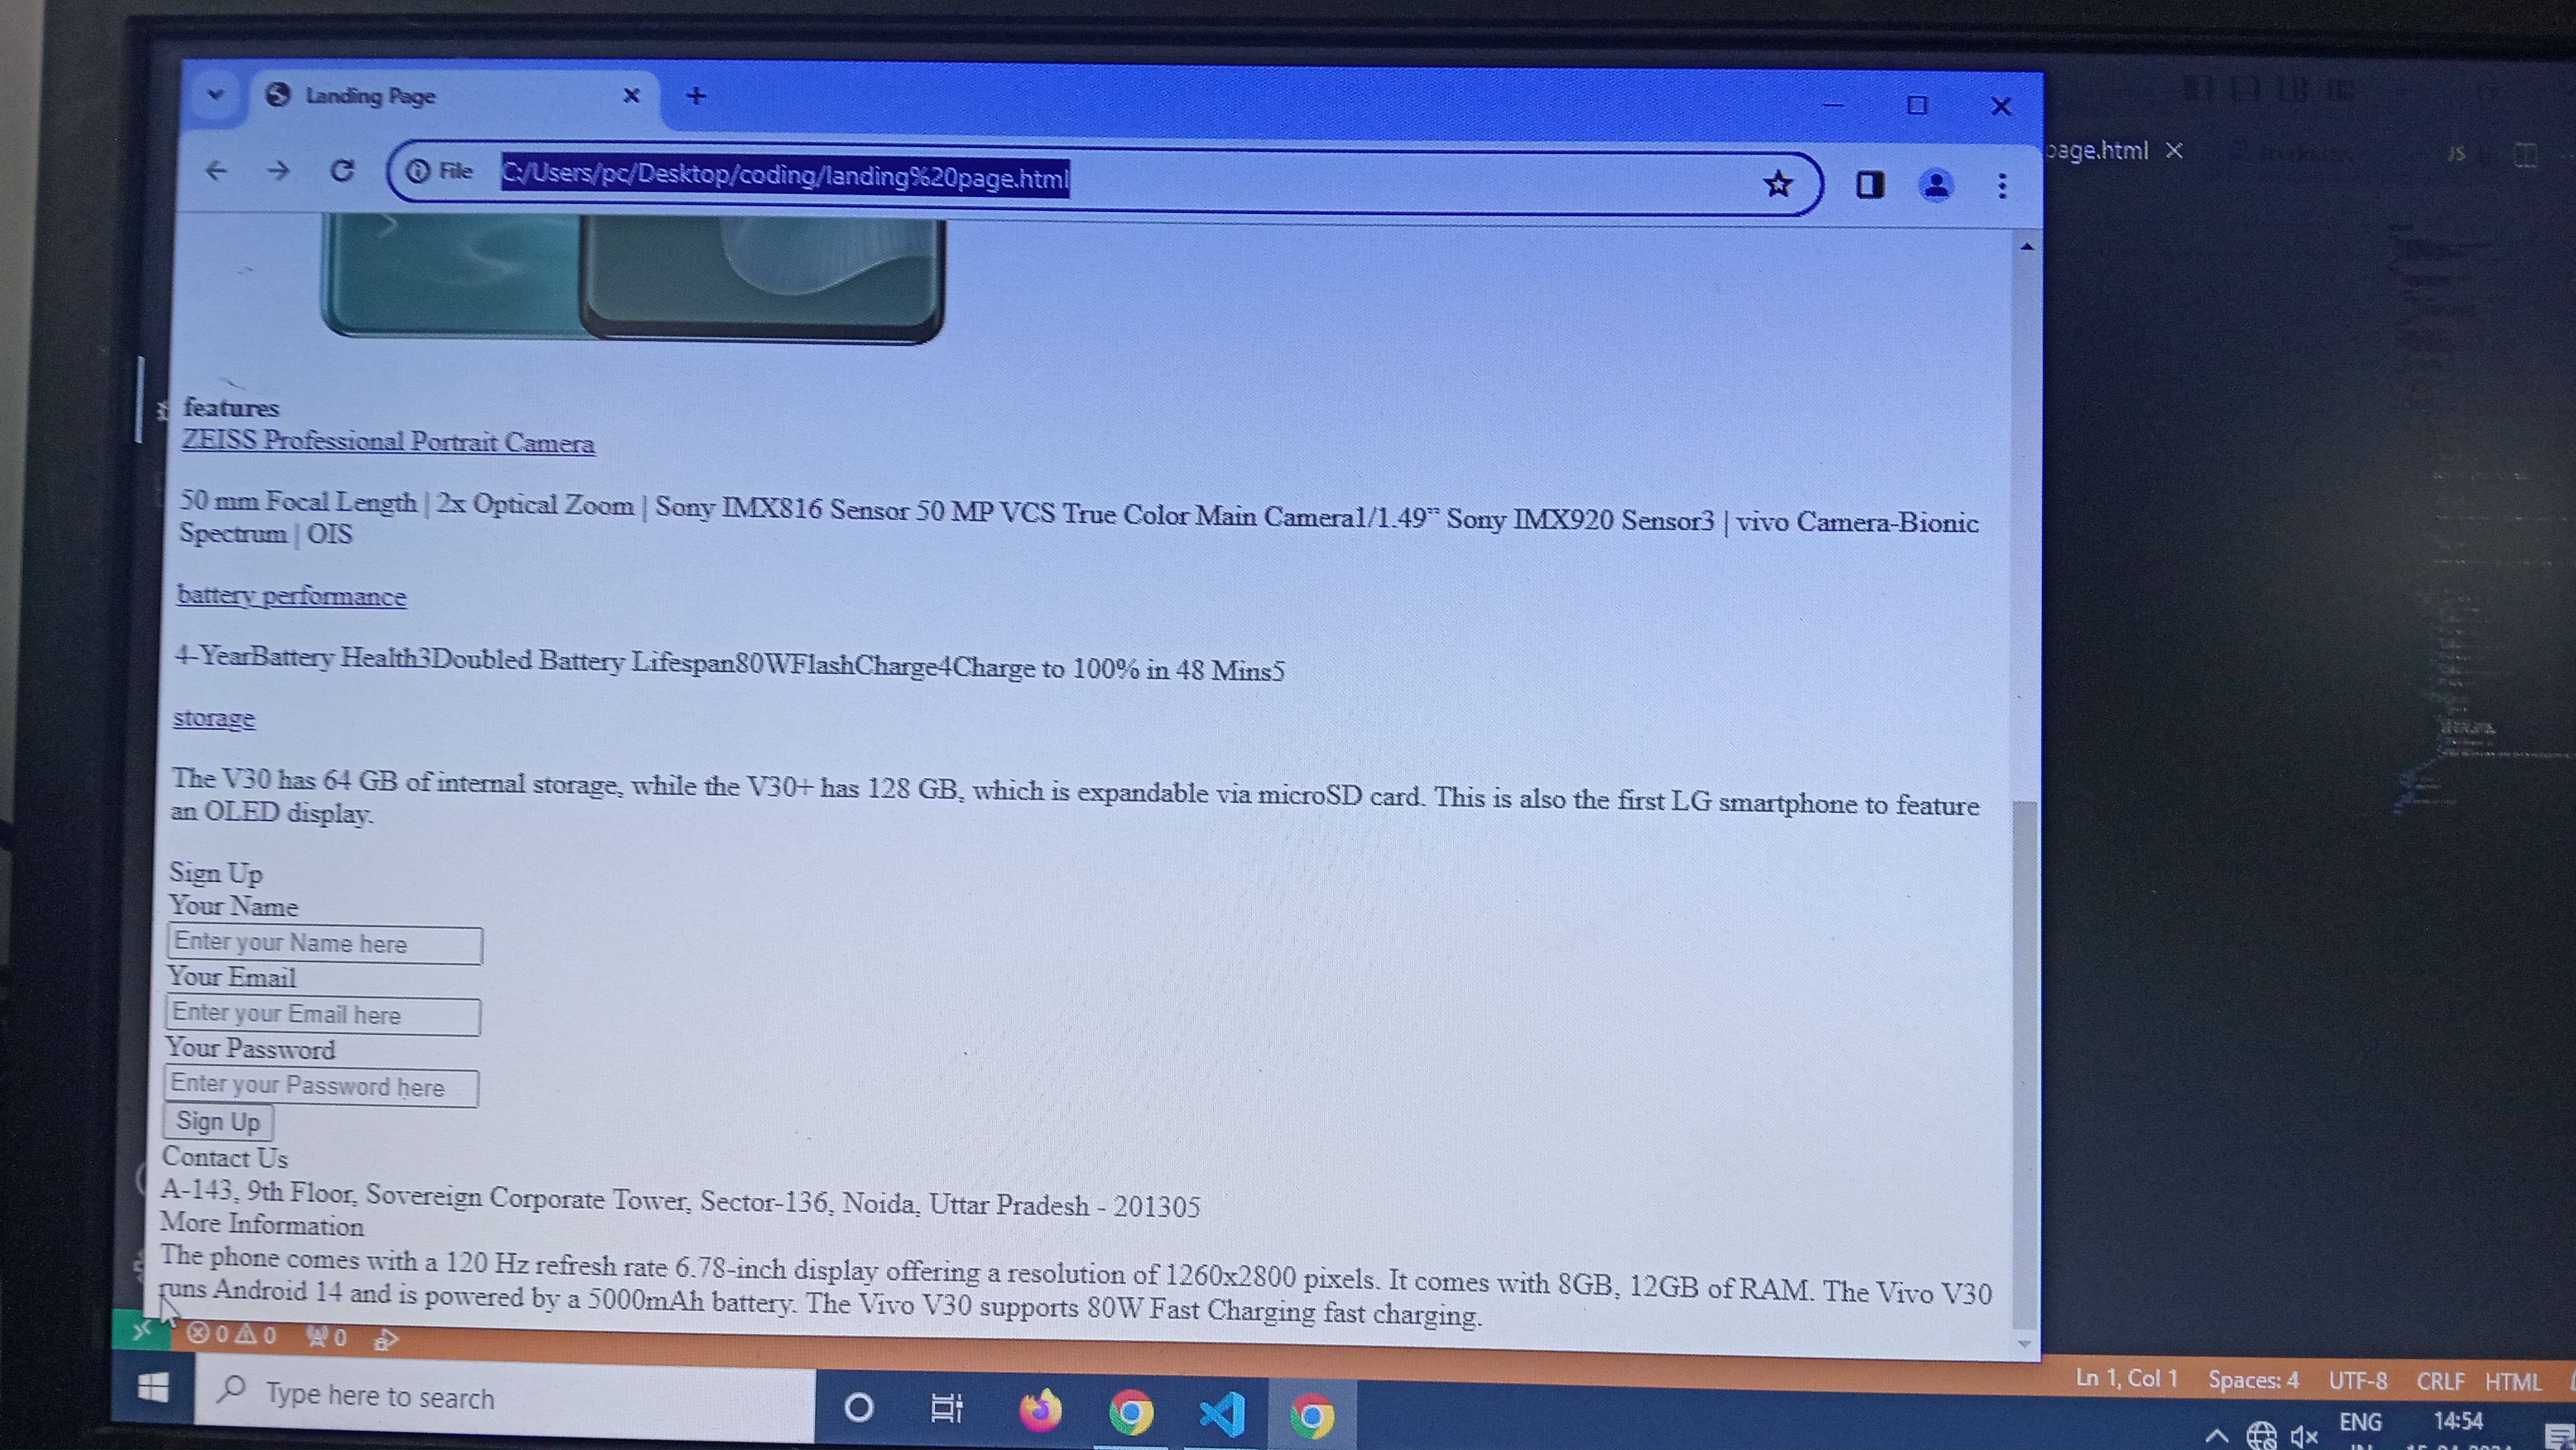 Landing Page
page.html
JS
File C:/Users/pc/Desktop/coding/landing%20page.html
features
ZEISS Professional Portrait Camera
50 mm Focal Length | 2x Optical Zoom | Sony IMX816 Sensor 50 MP VCS True Color Main Camera1/1.49” Sony IMX920 Sensor3 | vivo Camera-Bionic
Spectrum | OIS
battery performance
4-YearBattery Health3Doubled Battery Lifespan80WFlashCharge4Charge to 100% in 48 Mins5
storage
The V30 has 64 GB of internal storage, while the V30+ has 128 GB, which is expandable via microSD card. This is also the first LG smartphone to feature
an OLED display.
Sign Up
Your Name
Enter your Name here
Your Email
Enter your Email here
Your Password
Enter your Password here
Sign Up
Contact Us
A-143, 9th Floor, Sovereign Corporate Tower, Sector-136, Noida, Uttar Pradesh - 201305
More Information
The phone comes with a 120 Hz refresh rate 6.78-inch display offering a resolution of 1260x2800 pixels. It comes with 8GB, 12GB of RAM. The Vivo V30
runs Android 14 and is powered by a 5000mAh battery. The Vivo V30 supports 80W Fast Charging fast charging.
0 0 0
Ln 1, Col 1 Spaces: 4 UTF-8 CRLF HTML
Type here to search
ENG 14:54